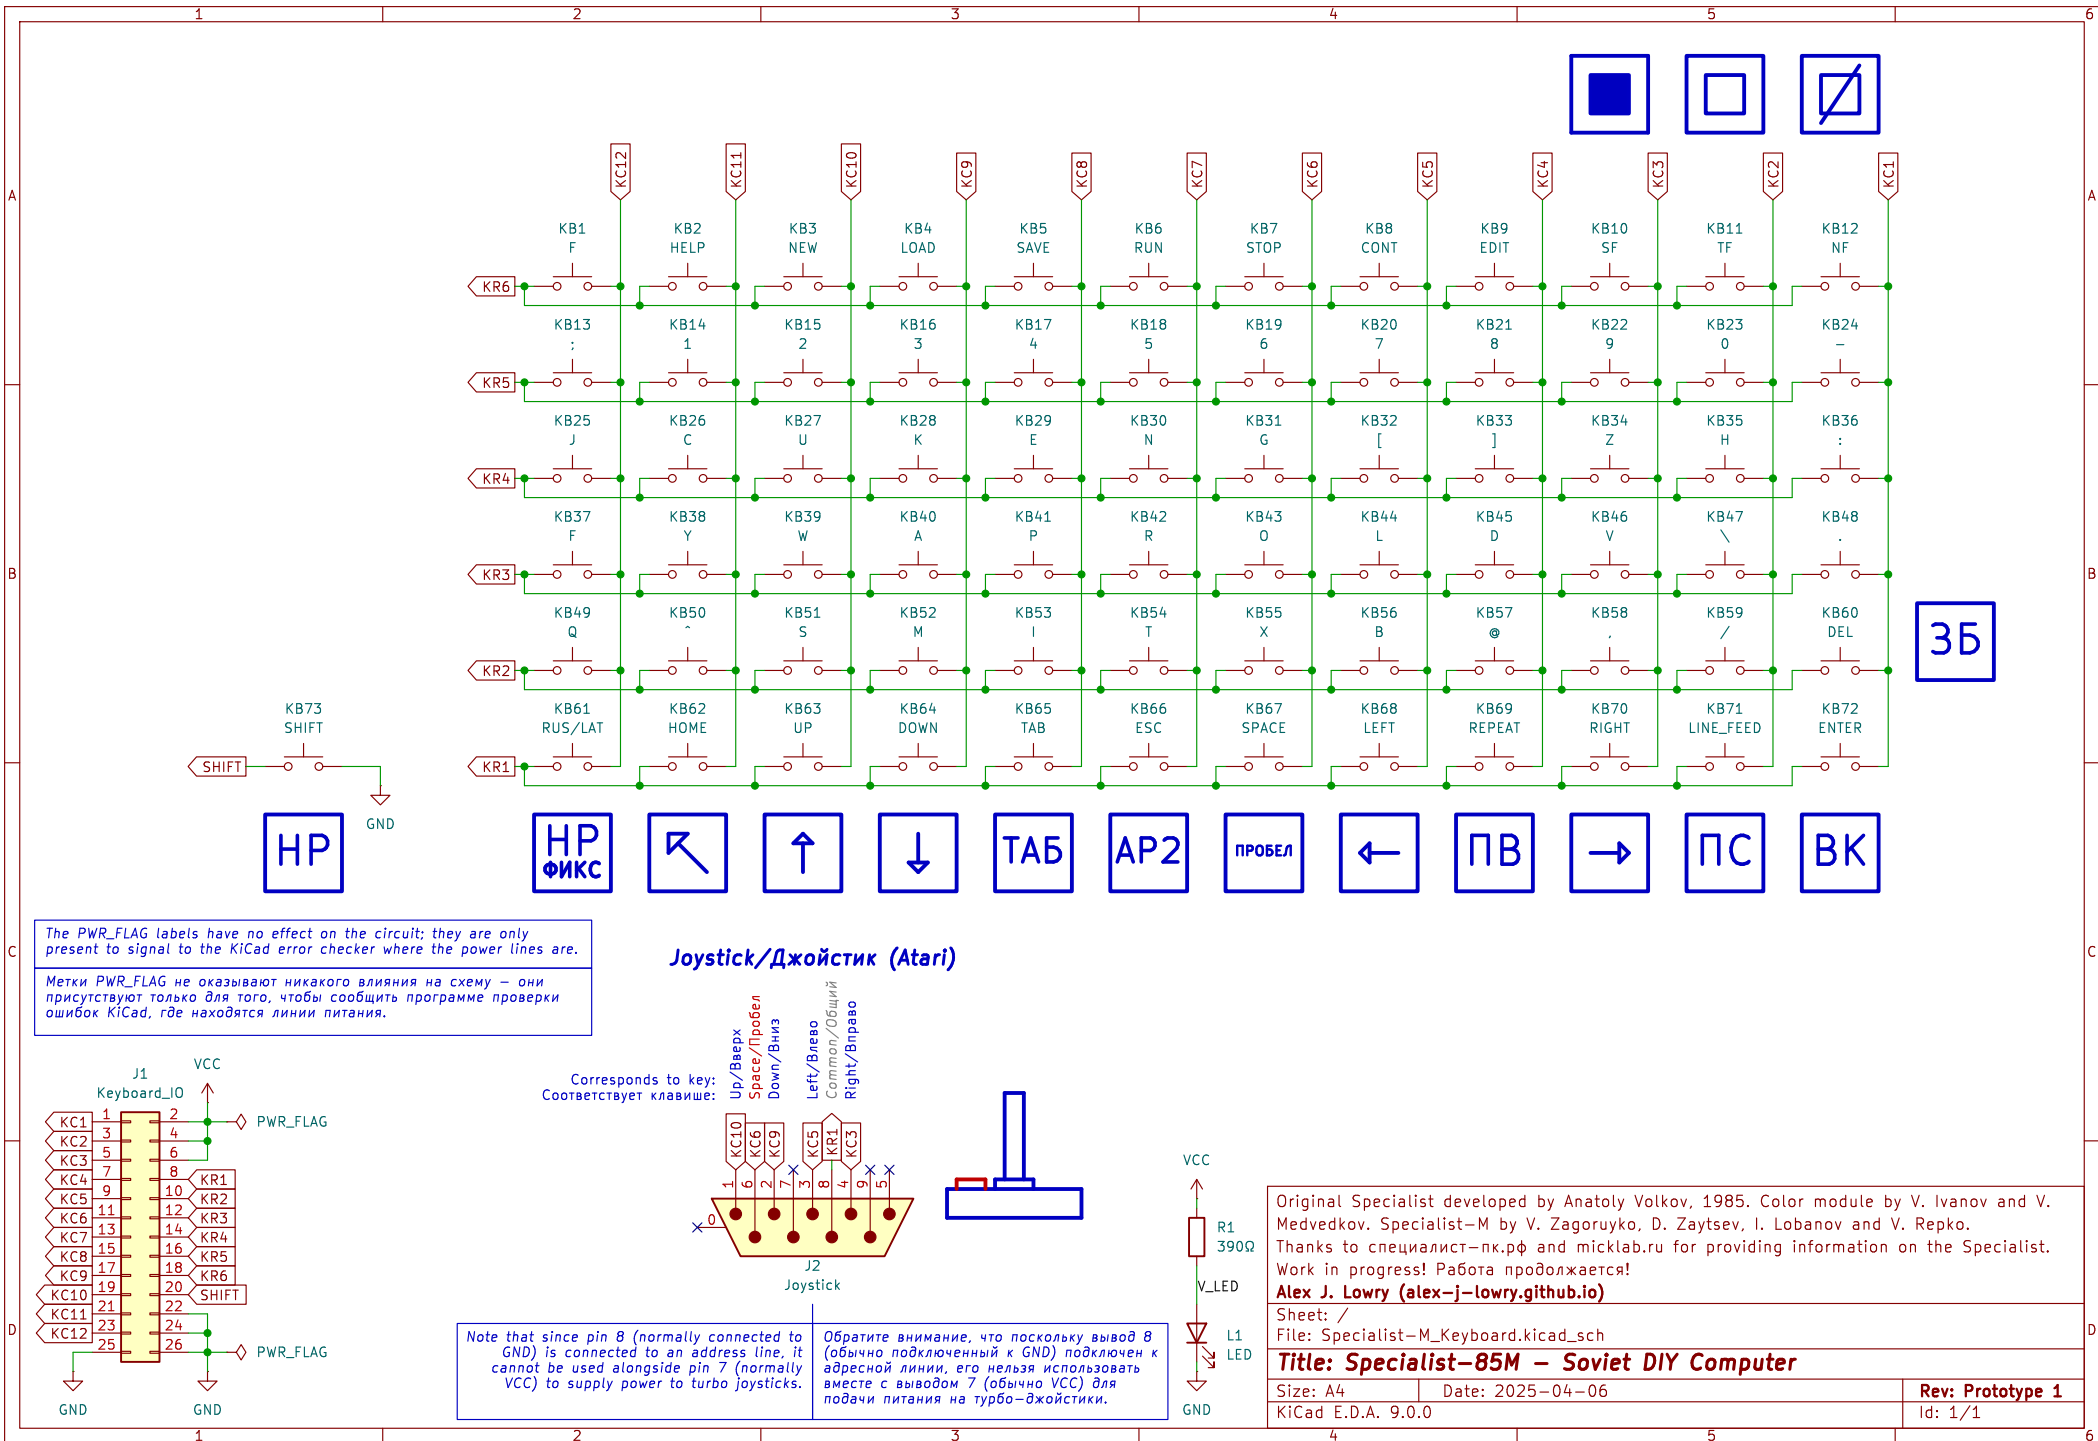 1 2 3 4 5 6
KC12 KC11 KC10 KC9 KC8 KC7 KC6 KC5 KC4 KC3 KC2 KC1
A A
KB1 KB2 KB3 KB4 KB5 KB6 KB7 KB8 KB9 KB10 KB11 KB12
F HELP NEW LOAD SAVE RUN STOP CONT EDIT SF TF NF
KR6
KB13 KB14 KB15 KB16 KB17 KB18 KB19 KB20 KB21 KB22 KB23 KB24
; 1 2 3 4 5 6 7 8 9 0 -
KR5
KB25 KB26 KB27 KB28 KB29 KB30 KB31 KB32 KB33 KB34 KB35 KB36
J C U K E N G [ ] Z H :
KR4
KB37 KB38 KB39 KB40 KB41 KB42 KB43 KB44 KB45 KB46 KB47 KB48
F Y W A P R O L D V \ .
KR3
B B
KB49 KB50 KB51 KB52 KB53 KB54 KB55 KB56 KB57 KB58 KB59 KB60
Q ^ S M I T X B @ , / DEL
KR2
ЗБ
KB73 KB61 KB62 KB63 KB64 KB65 KB66 KB67 KB68 KB69 KB70 KB71 KB72
SHIFT RUS/LAT HOME UP DOWN TAB ESC SPACE LEFT REPEAT RIGHT LINE_FEED ENTER
SHIFT KR1
GND
НР НР ФИКС ТАБ АР2 ПРОБЕЛ ПВ ПС ВК
The PWR_FLAG labels have no effect on the circuit; they are only
present to signal to the KiCad error checker where the power lines are.
Метки PWR_FLAG не оказывают никакого влияния на схему – они
присутствуют только для того, чтобы сообщить программе проверки
ошибок KiCad, где находятся линии питания.
C C
Joystick/Джойстик (Atari)
Up/Вверх
Space/Пробел
Down/Вниз
Left/Влево
Common/Общий
Right/Вправо
Corresponds to key:
Соответствует клавише:
KC10 KC6 KC9 KC5 KR1 KC3
1 6 2 7 3 8 4 9 5
0
J2
Joystick
VCC
J1
Keyboard_IO
KC1 1 2 PWR_FLAG
KC2 3 4
KC3 5 6
KC4 7 8 KR1
KC5 9 10 KR2
KC6 11 12 KR3
KC7 13 14 KR4
KC8 15 16 KR5
KC9 17 18 KR6
KC10 19 20 SHIFT
KC11 21 22
KC12 23 24
25 26 PWR_FLAG
GND GND
Note that since pin 8 (normally connected to
GND) is connected to an address line, it
cannot be used alongside pin 7 (normally
VCC) to supply power to turbo joysticks.
Обратите внимание, что поскольку вывод 8
(обычно подключенный к GND) подключен к
адресной линии, его нельзя использовать
вместе с выводом 7 (обычно VCC) для
подачи питания на турбо-джойстики.
VCC
R1
390Ω
V_LED
L1
LED
GND
Original Specialist developed by Anatoly Volkov, 1985. Color module by V. Ivanov and V.
Medvedkov. Specialist-M by V. Zagoruyko, D. Zaytsev, I. Lobanov and V. Repko.
Thanks to специалист-пк.рф and micklab.ru for providing information on the Specialist.
Work in progress! Работа продолжается!
Alex J. Lowry (alex-j-lowry.github.io)
Sheet: /
File: Specialist-M_Keyboard.kicad_sch
Title: Specialist-85M - Soviet DIY Computer
Size: A4 Date: 2025-04-06 Rev: Prototype 1
KiCad E.D.A. 9.0.0 Id: 1/1
D D
1 2 3 4 5 6